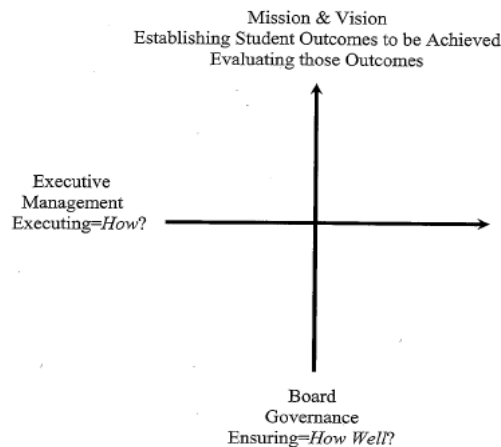 Mission & Vision
Establishing Student Outcomes to be Achieved
Evaluating those Outcomes
Executive
Management
Executing=How?
Board
Governance
Ensuring=How Well?